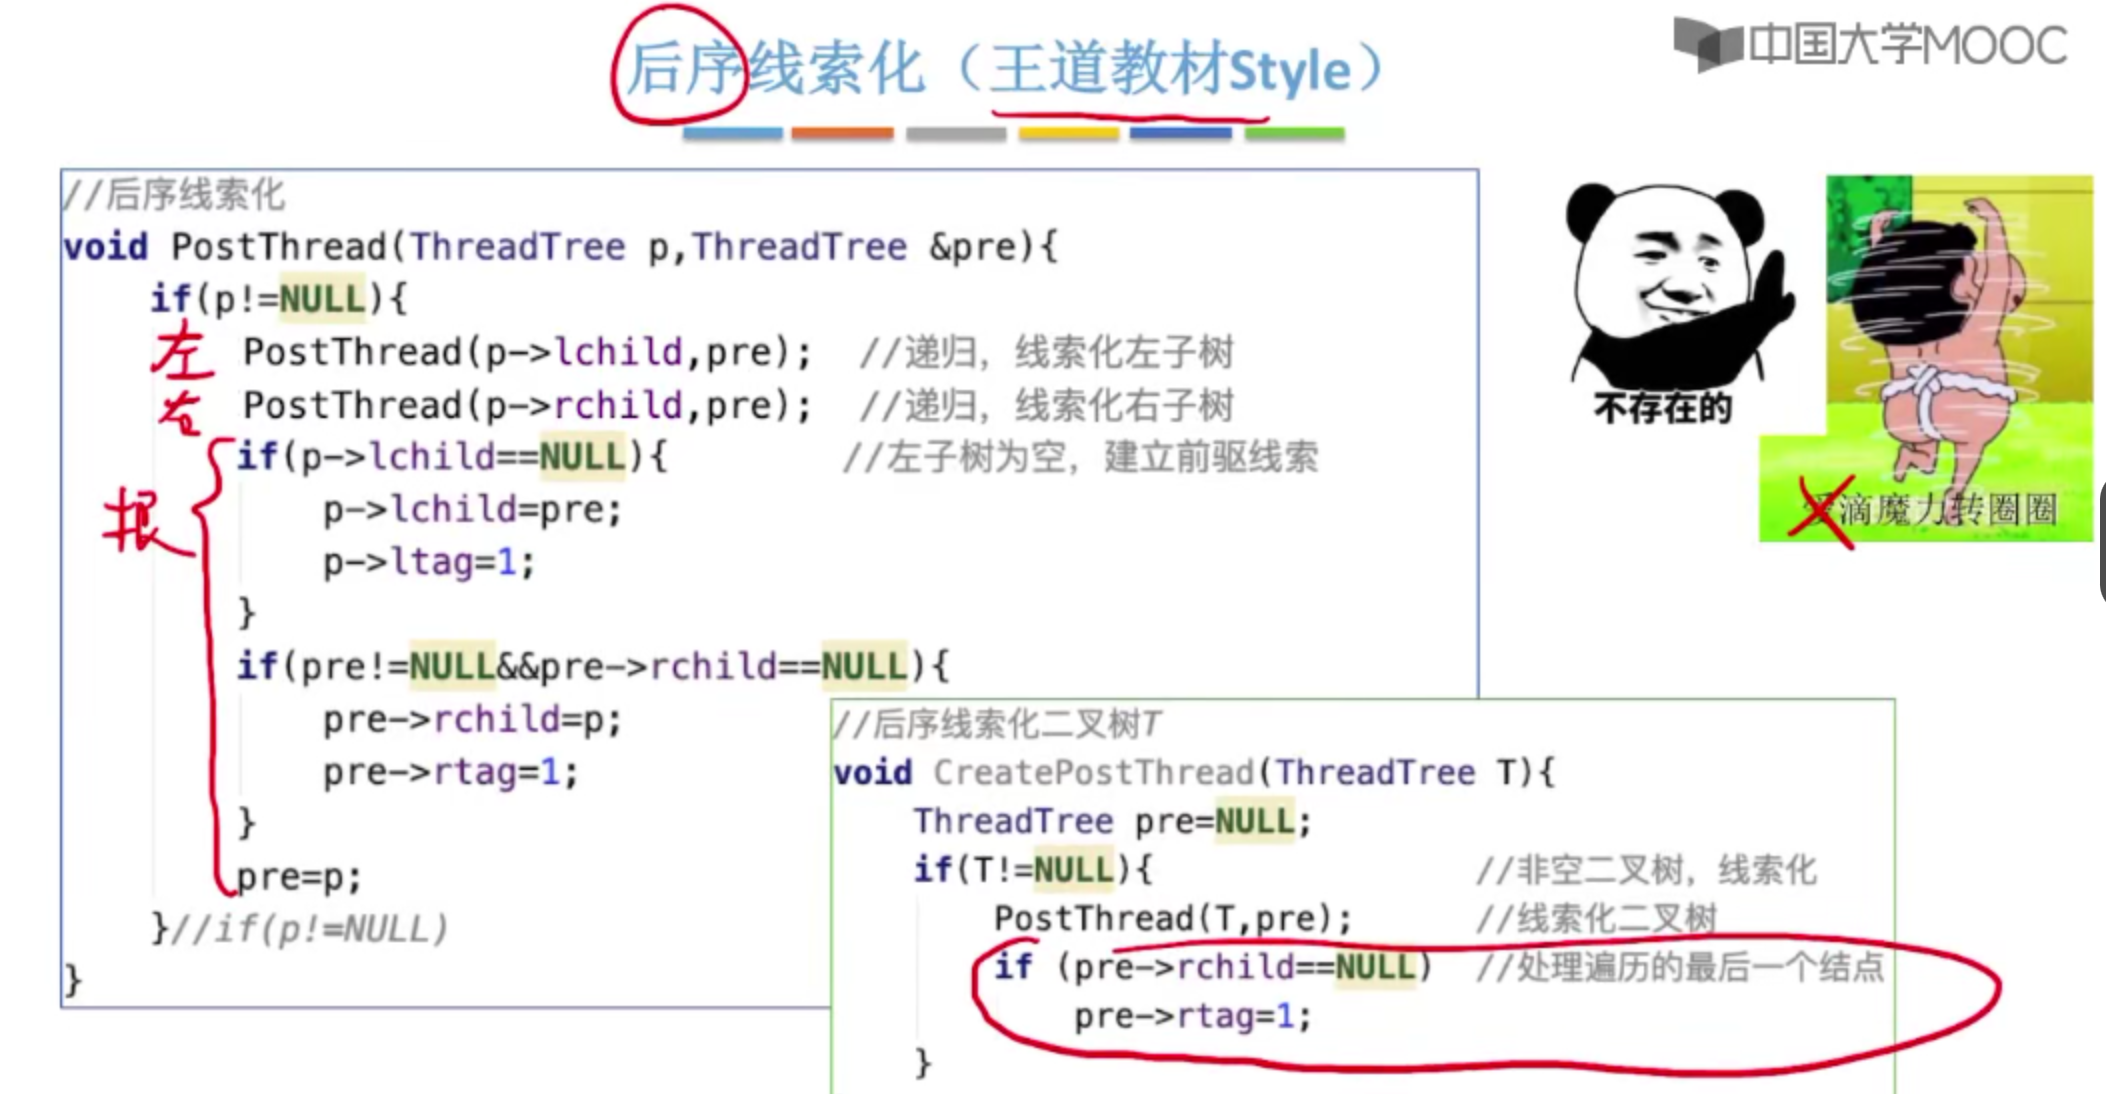 后序线索化（王道教材Style）
中国大学MOOC
//后序线索化
void PostThread(ThreadTree p,ThreadTree &pre){
if(p!=NULL){
左 PostThread(p->lchild,pre); //递归，线索化左子树
右 PostThread(p->rchild,pre); //递归，线索化右子树
if(p->lchild==NULL){ //左子树为空，建立前驱线索
根 p->lchild=pre;
p->ltag=1;
}
if(pre!=NULL&&pre->rchild==NULL){
pre->rchild=p;
pre->rtag=1;
}
pre=p;
}//if(p!=NULL)
}
不存在的
爱滴魔力转圈圈
//后序线索化二叉树T
void CreatePostThread(ThreadTree T){
ThreadTree pre=NULL;
if(T!=NULL){ //非空二叉树，线索化
PostThread(T,pre); //线索化二叉树
if (pre->rchild==NULL) //处理遍历的最后一个结点
pre->rtag=1;
}